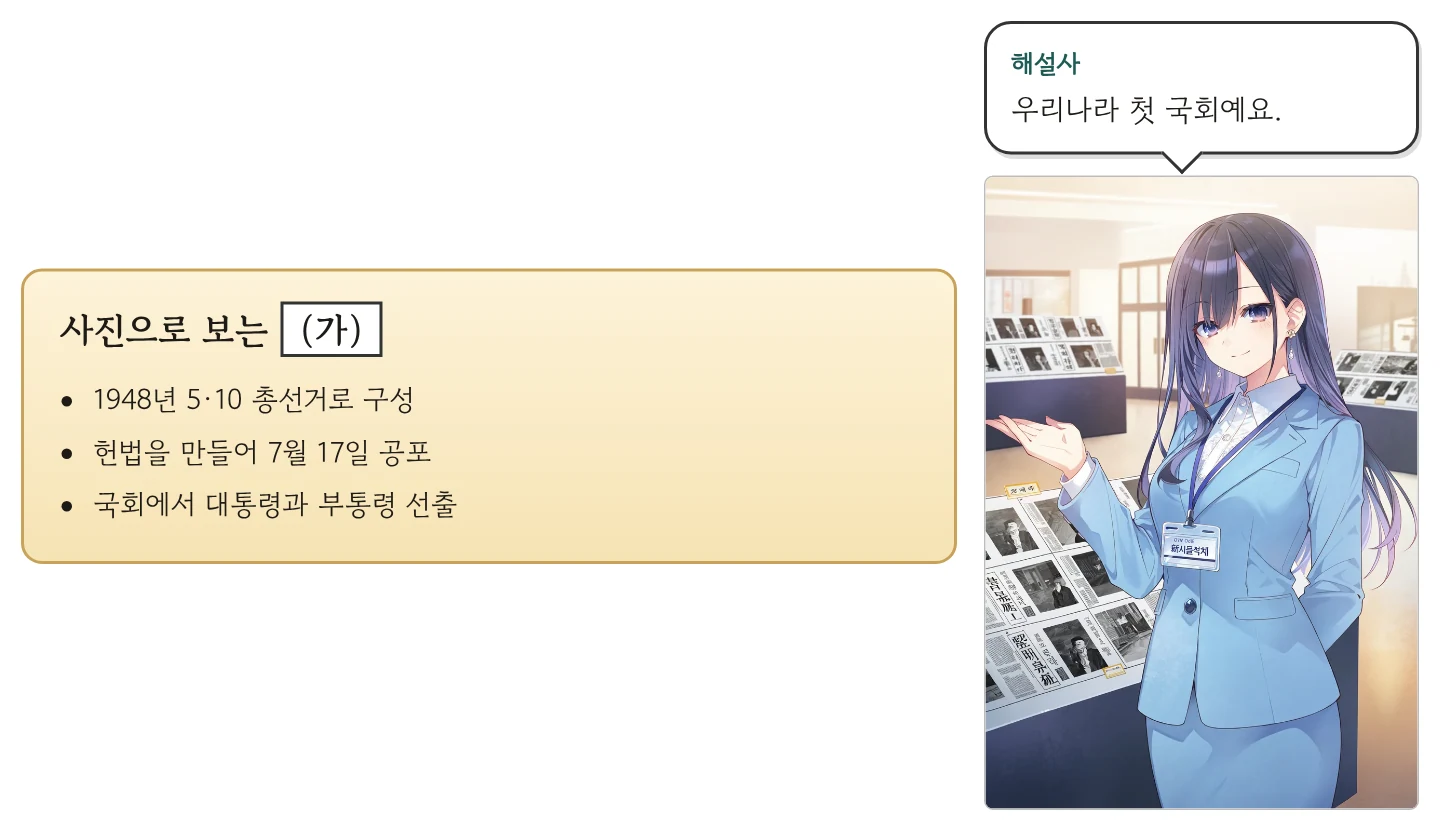 해설사
우리나라 첫 국회예요.
사진으로 보는 (가)
• 1948년 5·10 총선거로 구성
• 헌법을 만들어 7월 17일 공포
• 국회에서 대통령과 부통령 선출